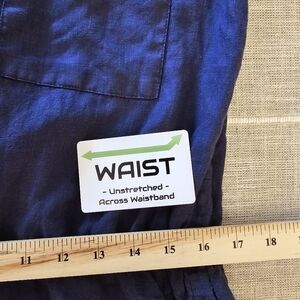 WAIST
- Unstretched -
Across Waistband
11 12 13 14 15 16 17 18